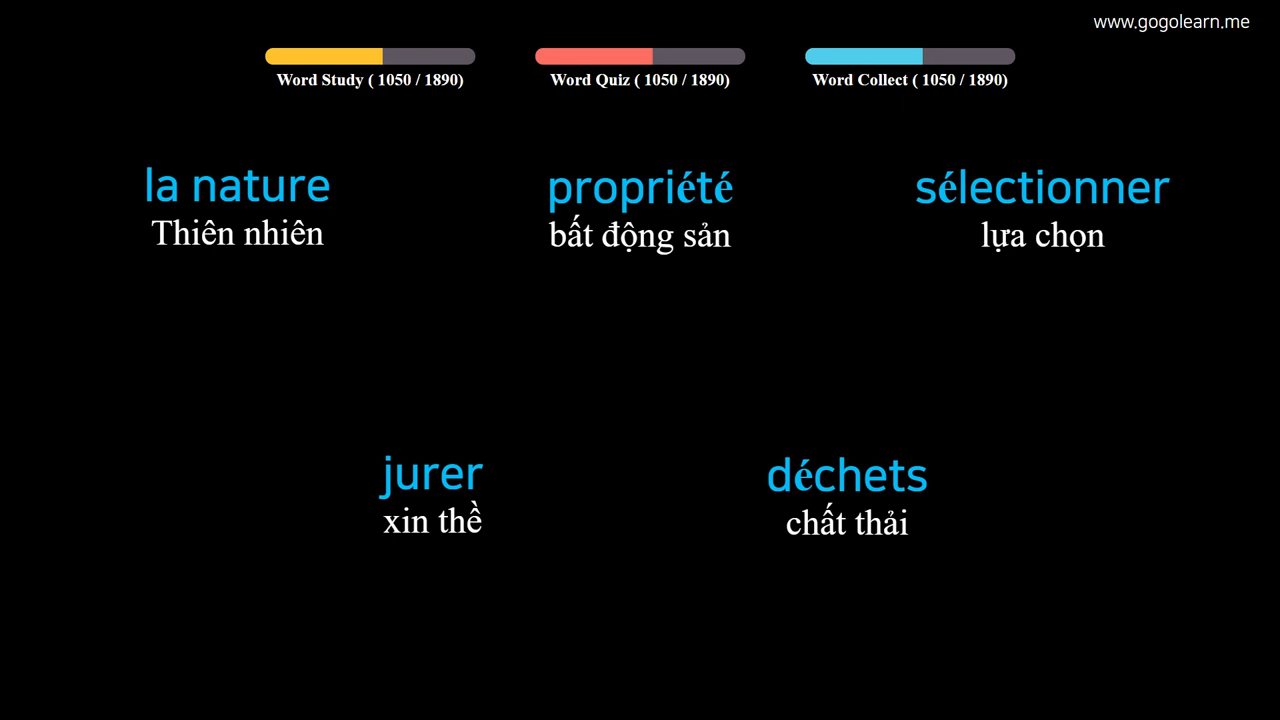 www.gogolearn.me
Word Study ( 1050 / 1890)
Word Quiz ( 1050 / 1890)
Word Collect ( 1050 / 1890)
la nature
Thiên nhiên
propriété
bất động sản
sélectionner
lựa chọn
jurer
xin thề
déchets
chất thải